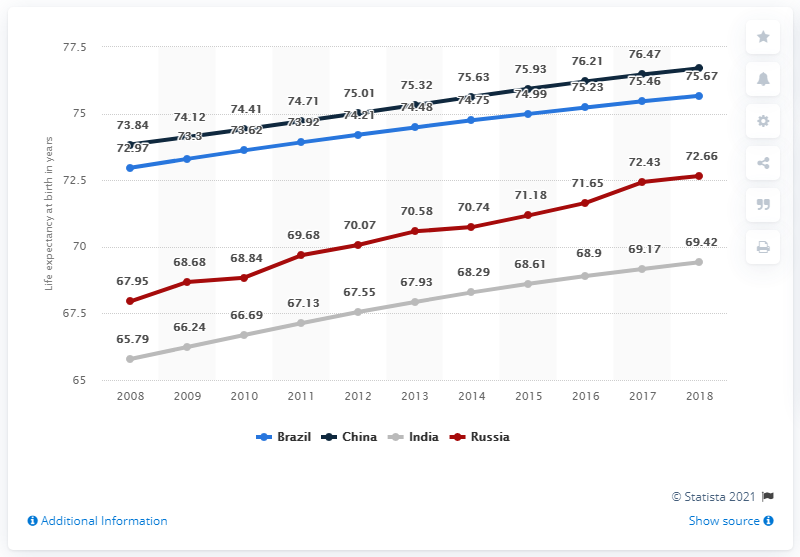 77.5
75
72.5
70
67.5
65
Life expectancy at birth in years
73.84 74.12 74.41 74.71 75.01 75.32 75.63 75.93 76.21 76.47
72.97 73.3 73.62 73.92 74.21 74.48 74.75 74.99 75.23 75.46 75.67
67.95 68.68 68.84 69.68 70.07 70.58 70.74 71.18 71.65 72.43 72.66
65.79 66.24 66.69 67.13 67.55 67.93 68.29 68.61 68.9 69.17 69.42
2008 2009 2010 2011 2012 2013 2014 2015 2016 2017 2018
Brazil China India Russia
© Statista 2021
Additional Information
Show source